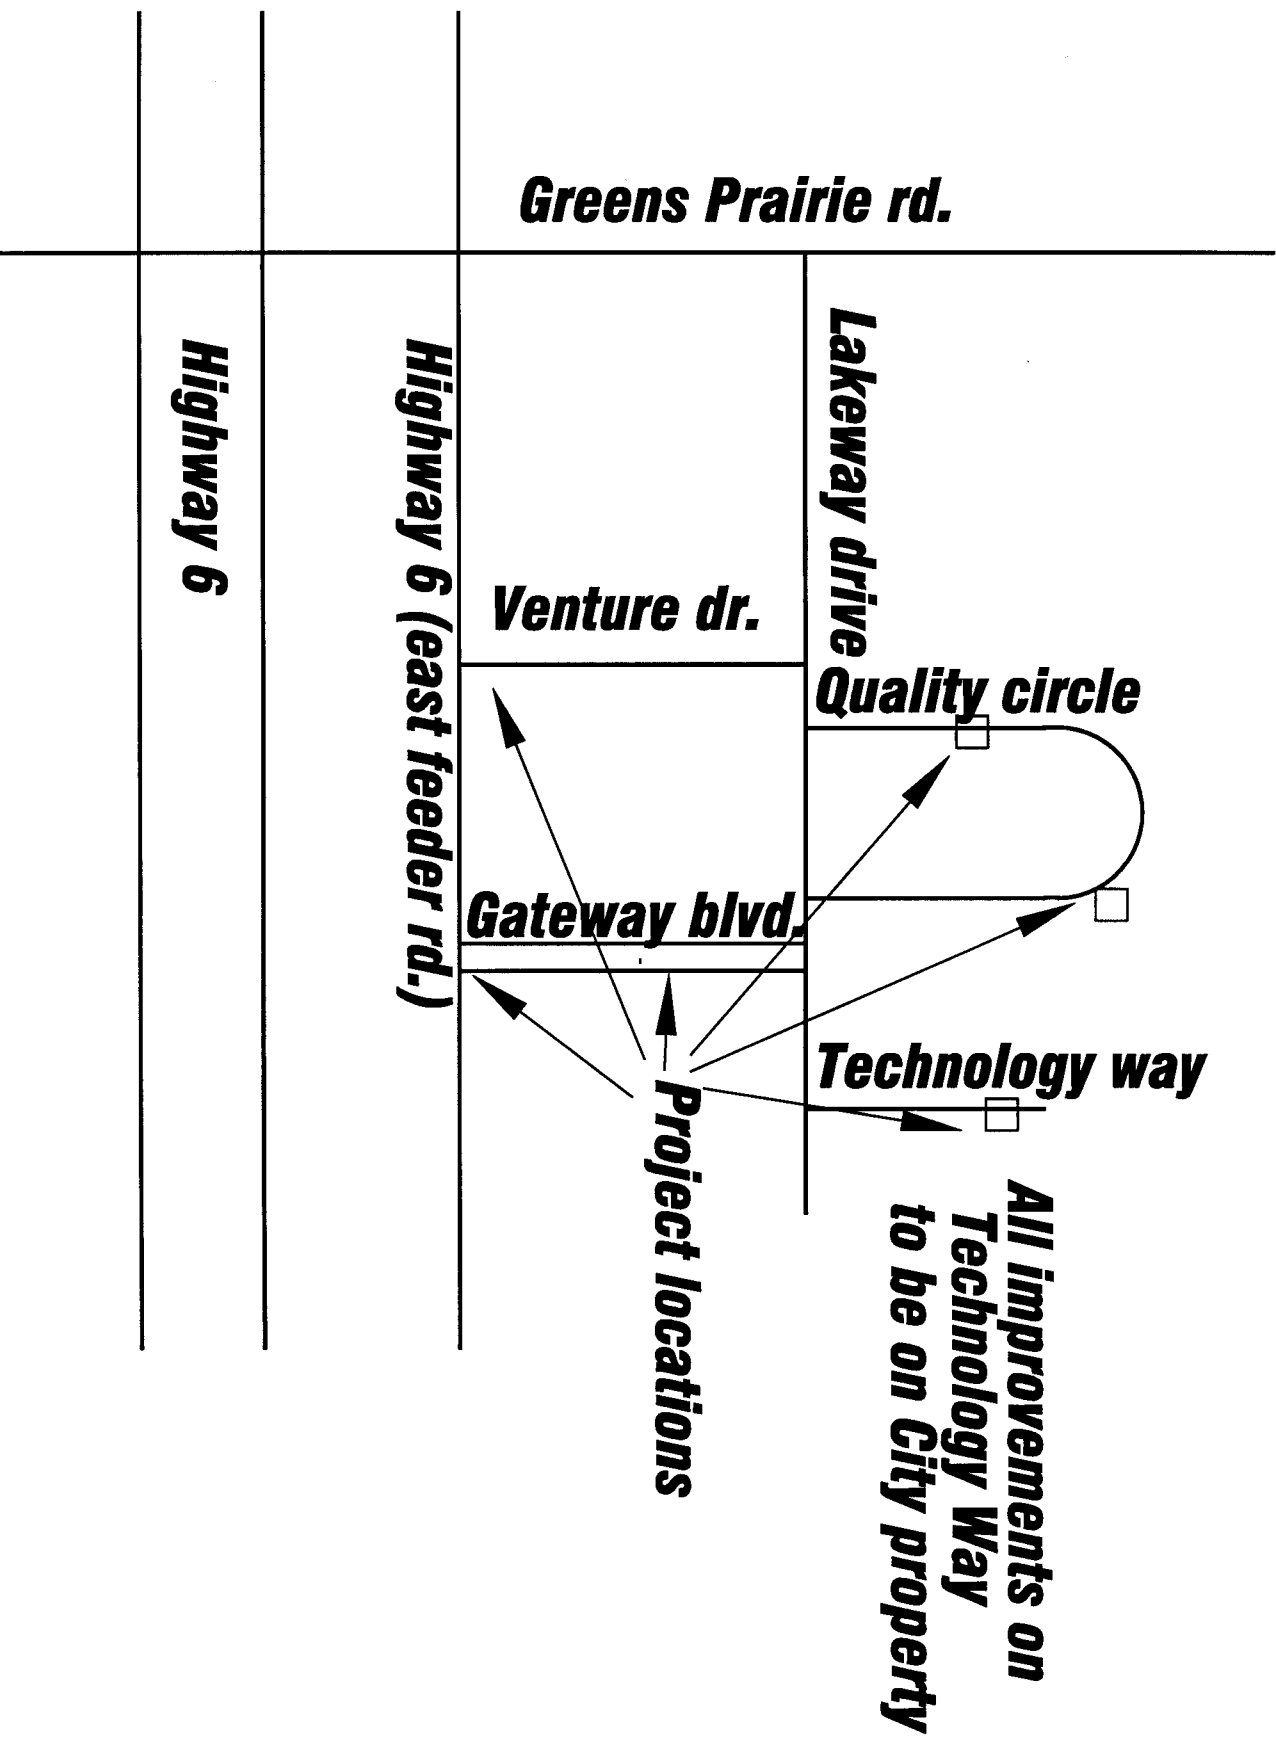 Greens Prairie rd.
Highway 6
Highway 6 (east feeder rd.)
Lakeway drive
Venture dr.
Quality circle
Gateway blvd.
Technology way
Project locations
All improvements on
Technology Way
to be on City property